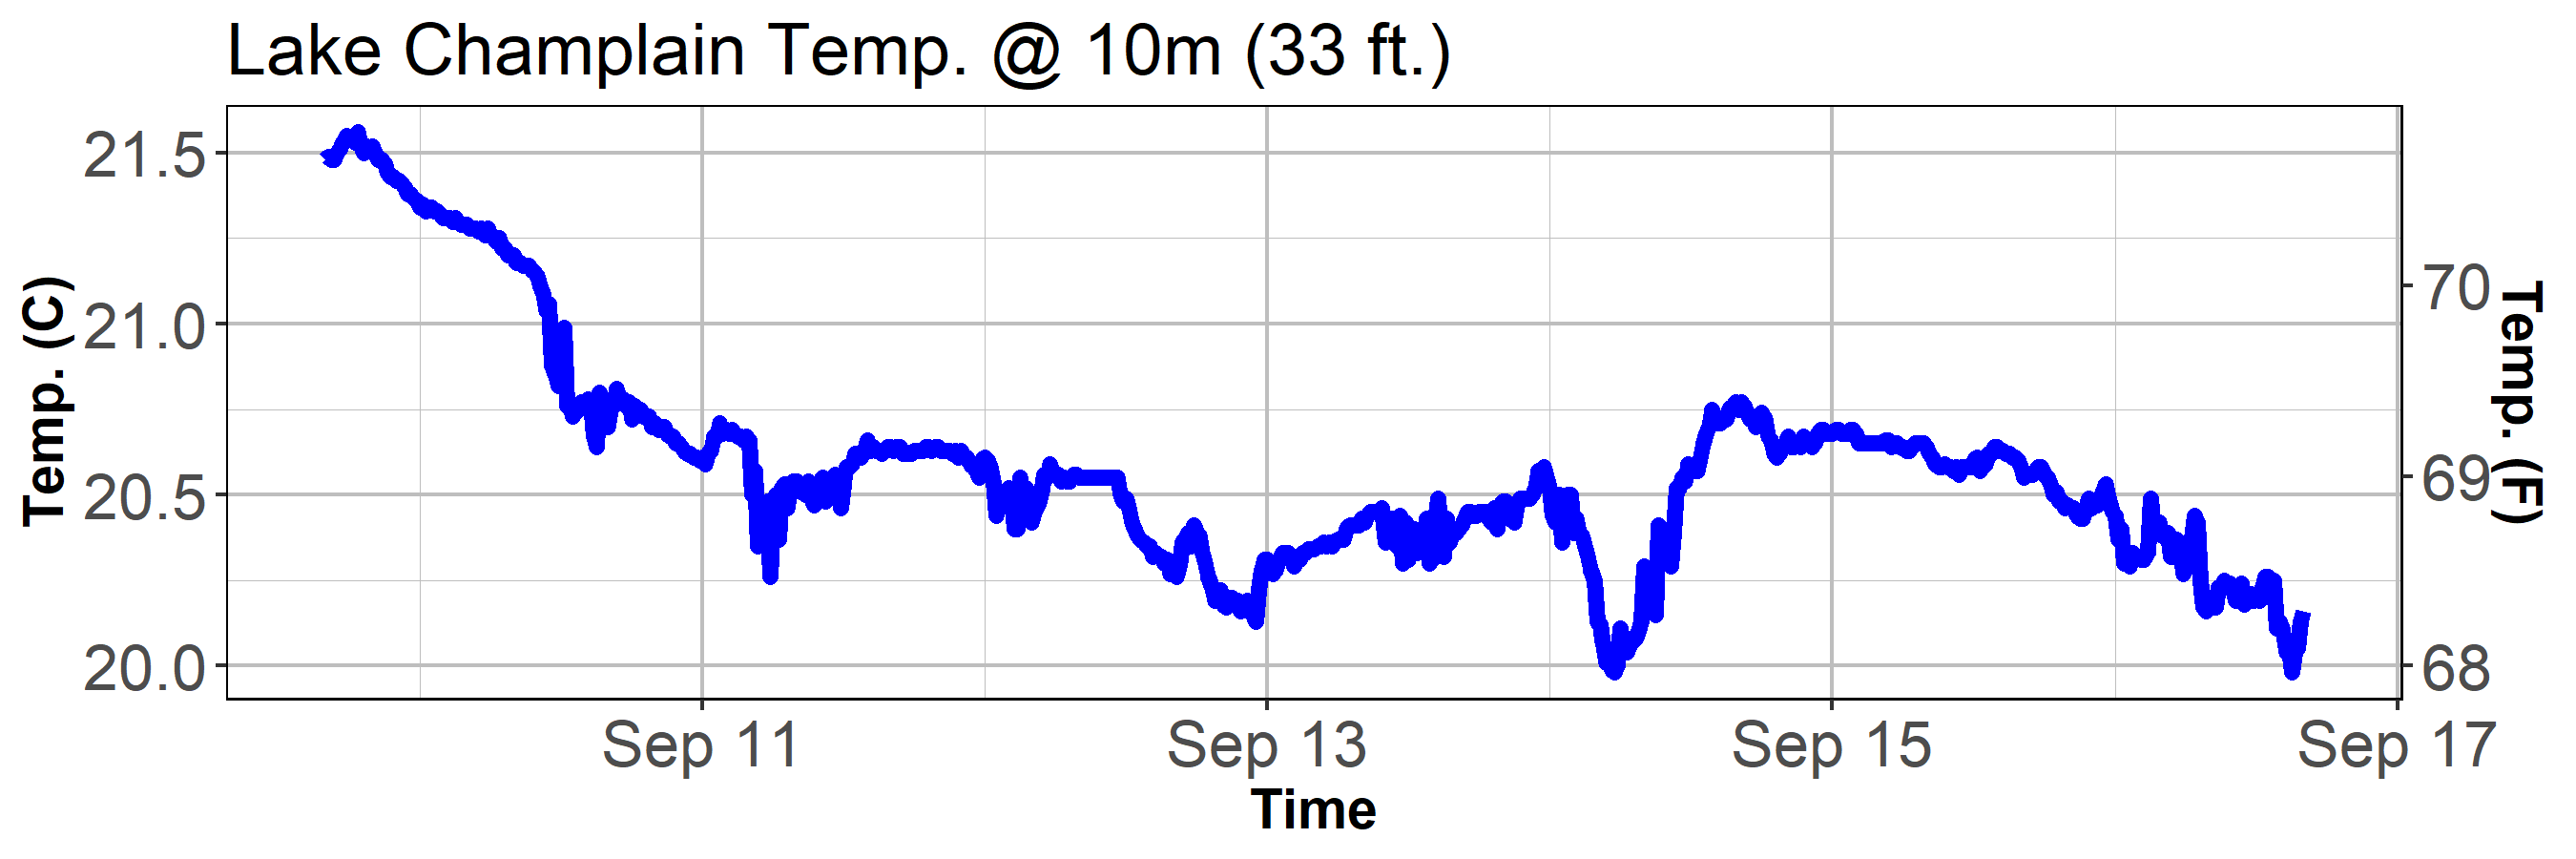 Lake Champlain Temp. @ 10m (33 ft.)
Temp. (C)
21.5
21.0
20.5
20.0
70
69
68
Temp. (F)
Sep 11 Sep 13 Sep 15 Sep 17
Time